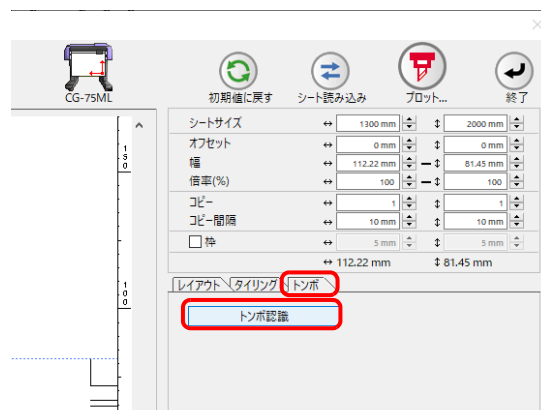 CG-75ML
初期値に戻す シート読み込み プロット... 終了
シートサイズ 1300 mm 2000 mm
オフセット 0 mm 0 mm
幅 112.22 mm 81.45 mm
倍率(%) 100 100
コピー 1 1
コピー間隔 10 mm 10 mm
枠 5 mm 5 mm
112.22 mm 81.45 mm
レイアウト タイリング トンボ
トンボ認識
150
100